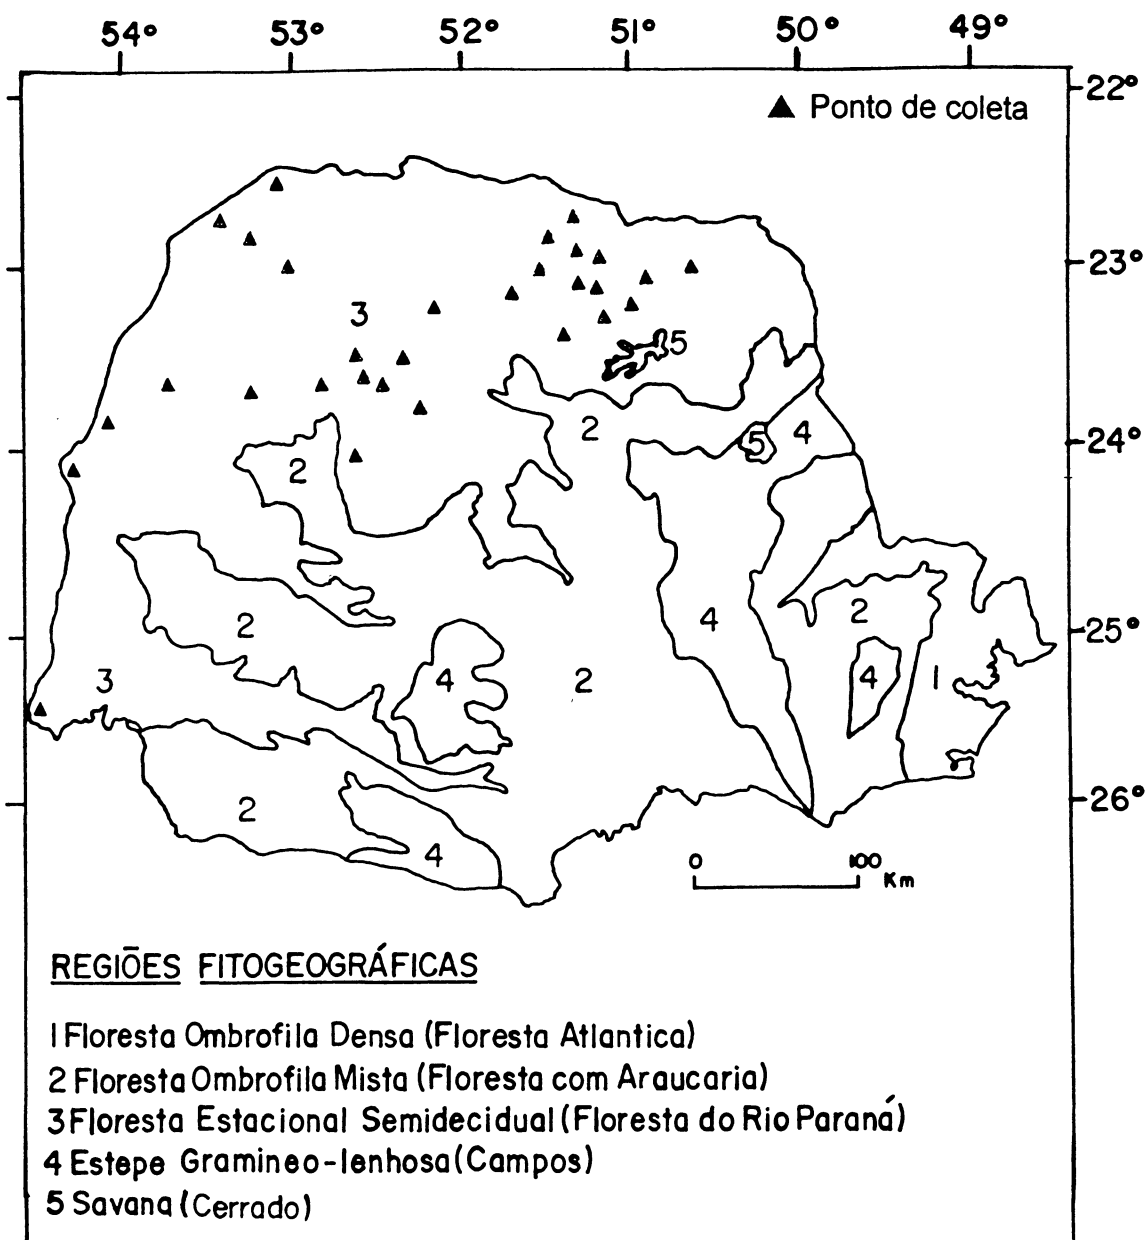 54° 53° 52° 51° 50° 49°
22°
▲ Ponto de coleta
23°
3
5
2
5
4
24°
2
2
4
2
25°
3
4
2
4
1
26°
2
4
0 100
Km
REGIÕES FITOGEOGRÁFICAS
1 Floresta Ombrofila Densa (Floresta Atlantica)
2 Floresta Ombrofila Mista (Floresta com Araucaria)
3 Floresta Estacional Semidecidual (Floresta do Rio Paraná)
4 Estepe Gramineo-lenhosa (Campos)
5 Savana (Cerrado)